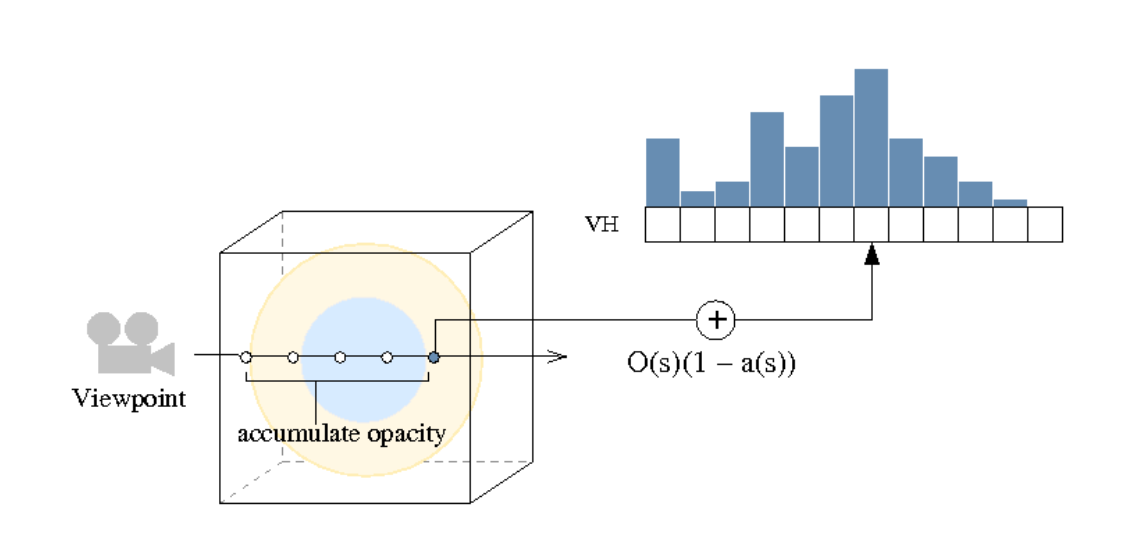 VH
+
O(s)(1 – a(s))
Viewpoint
accumulate opacity